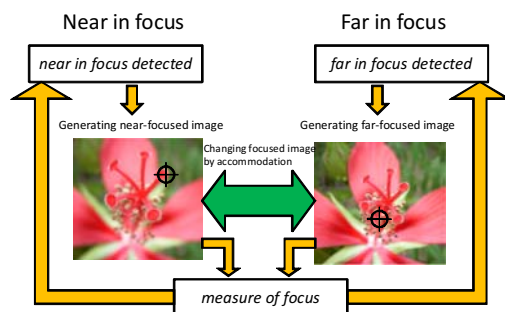 Near in focus
Far in focus
near in focus detected
far in focus detected
Generating near-focused image
Generating far-focused image
Changing focused image
by accommodation
measure of focus